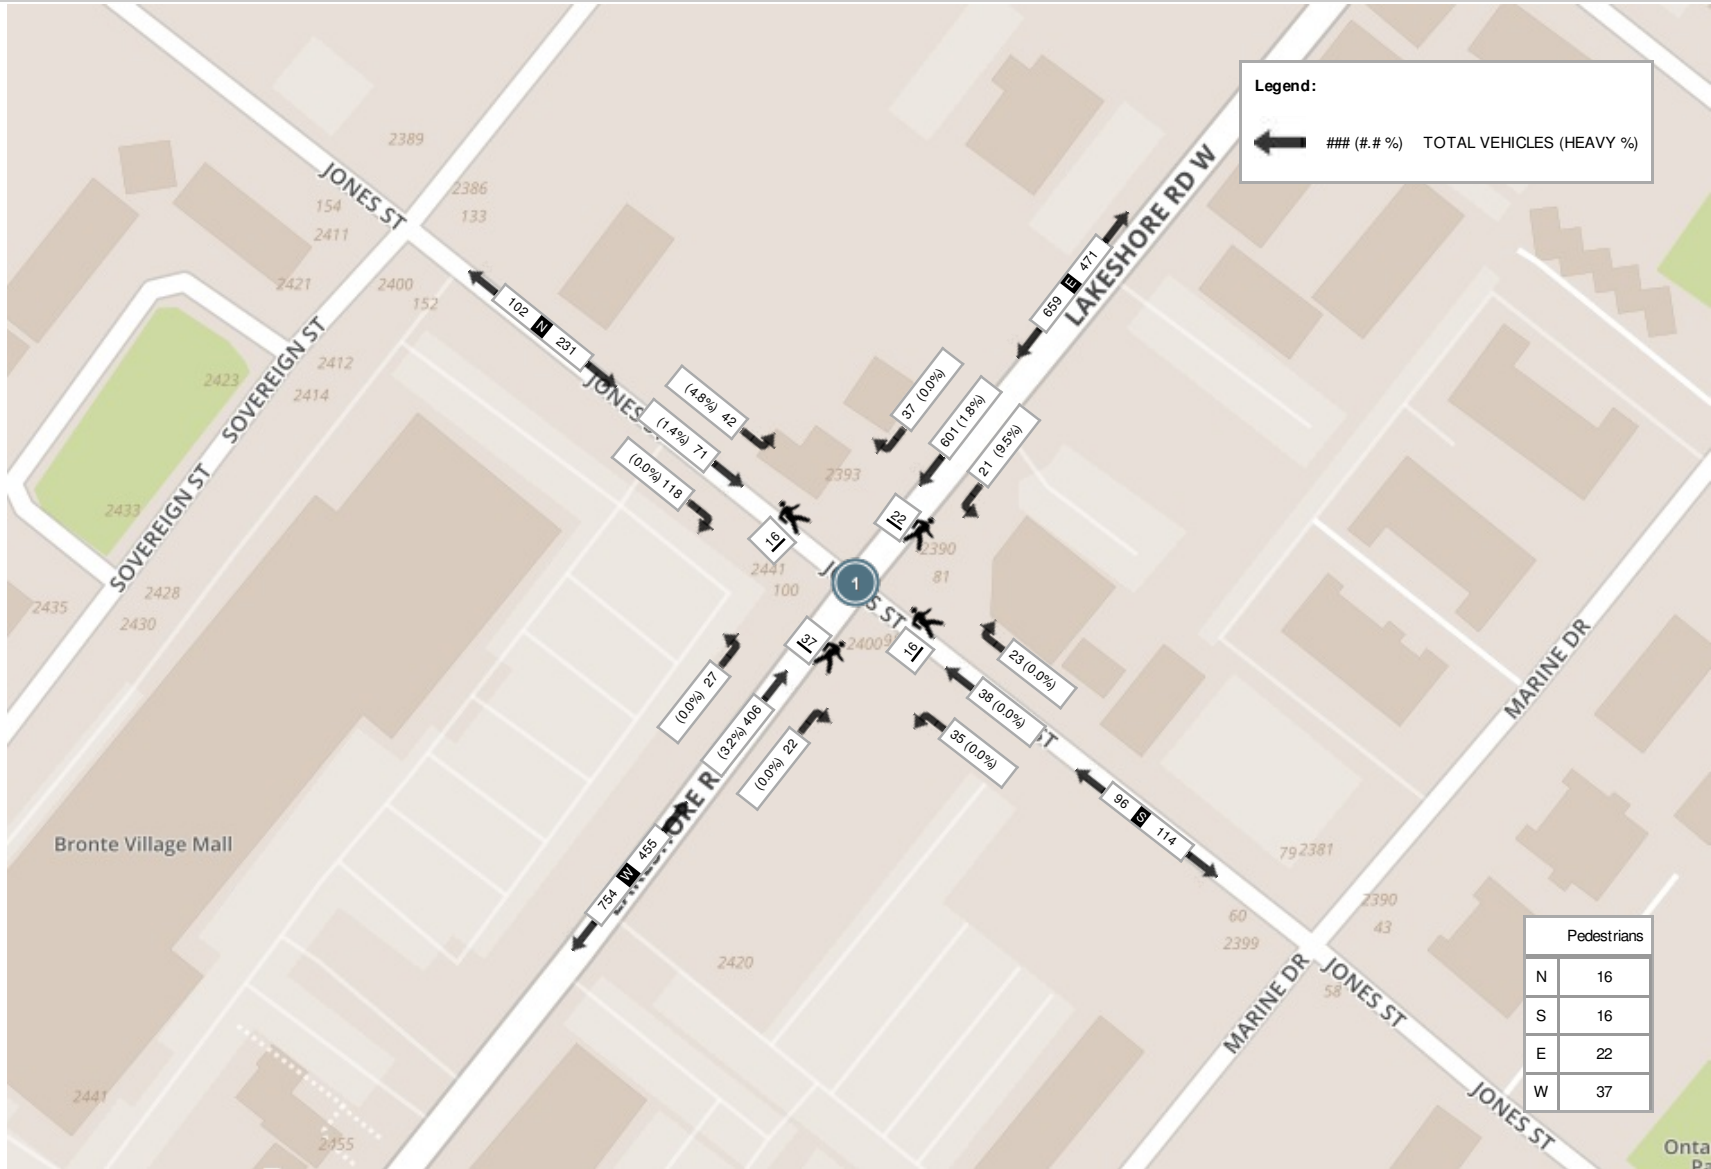 Legend:
### (#.# %) TOTAL VEHICLES (HEAVY %)
JONES ST
2389
2386
133
154
2411
2421
2400
152
2412
2414
2423
SOVEREIGN ST
SOVEREIGN ST
2433
2435
2428
2430
102 N 231
JONES
(4.8%) 42
(1.4%) 71
(0.0%) 118
LAKESHORE RD W
659 E 471
37 (0.0%)
601 (1.8%)
21 (9.5%)
2393
22
16
2390
81
2441
100
1
S ST
37
2400
16
(0.0%) 27
(3.2%) 406
(0.0%) 22
23 (0.0%)
38 (0.0%)
35 (0.0%)
ST
96 S 114
754 W 455
Bronte Village Mall
MARINE DR
79
2381
2390
43
60
2399
58
MARINE DR
JONES ST
JONES ST
2420
2441
2455
Pedestrians
N 16
S 16
E 22
W 37